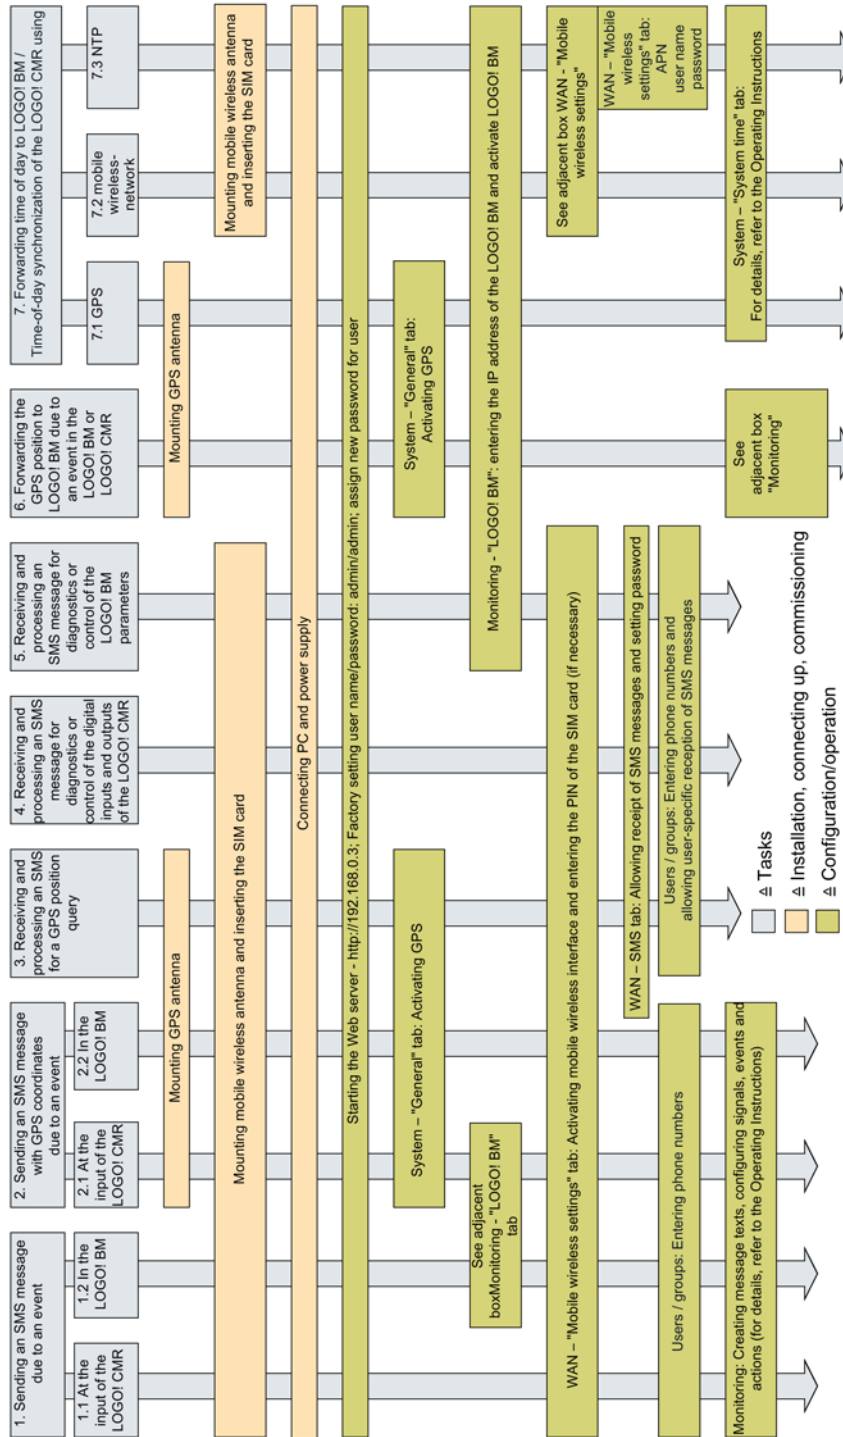 1. Sending an SMS message
due to an event
1.1 At the
input of the
LOGO! CMR
1.2 In the
LOGO! BM
2. Sending an SMS message
with GPS coordinates
due to an event
2.1 At the
input of the
LOGO! CMR
2.2 In the
LOGO! BM
3. Receiving and
processing an SMS
for a GPS position
query
4. Receiving and
processing an SMS
message for
diagnostics or
control of the digital
inputs and outputs
of the LOGO! CMR
5. Receiving and
processing an
SMS message for
diagnostics or
control of the
LOGO! BM
parameters
6. Forwarding the
GPS position to
LOGO! BM due to
an event in the
LOGO! BM or
LOGO! CMR
7. Forwarding time of day to LOGO! BM /
Time-of-day synchronization of the LOGO! CMR using
7.1 GPS
7.2 mobile
wireless-
network
7.3 NTP
Mounting GPS antenna
Mounting GPS antenna
Mounting mobile wireless antenna and inserting the SIM card
Mounting mobile wireless antenna
and inserting the SIM card
Connecting PC and power supply
Starting the Web server - http://192.168.0.3; Factory setting user name/password: admin/admin; assign new password for user
System – "General" tab: Activating GPS
System – "General" tab:
Activating GPS
See adjacent
boxMonitoring - "LOGO! BM"
tab
Monitoring - "LOGO! BM": entering the IP address of the LOGO! BM and activate LOGO! BM
WAN – "Mobile wireless settings" tab: Activating mobile wireless interface and entering the PIN of the SIM card (if necessary)
See adjacent box WAN - "Mobile
wireless settings"
WAN – "Mobile
wireless
settings" tab:
APN
user name
password
WAN – SMS tab: Allowing receipt of SMS messages and setting password
Users / groups: Entering phone numbers
Users / groups: Entering phone numbers and
allowing user-specific reception of SMS messages
Monitoring: Creating message texts, configuring signals, events and
actions (for details, refer to the Operating Instructions)
See
adjacent box
"Monitoring"
System – "System time" tab:
For details, refer to the Operating Instructions
≙ Tasks
≙ Installation, connecting up, commissioning
≙ Configuration/operation